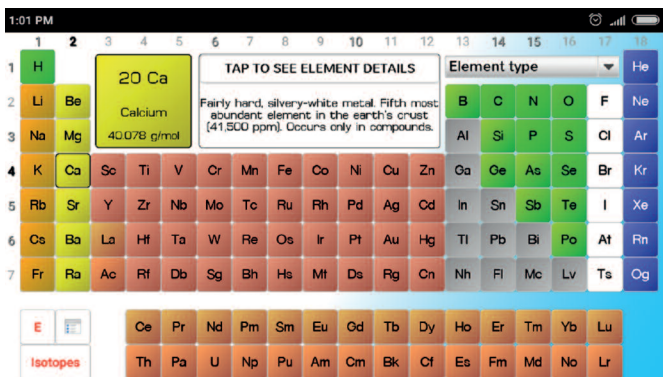 1:01 PM
1 2 3 4 5 6 7 8 9 10 11 12 13 14 15 16 17 18
1 H TAP TO SEE ELEMENT DETAILS Element type He
20 Ca
2 Li Be Fairly hard, silvery-white metal. Fifth most B C N O F Ne
Calcium abundant element in the earth's crust
40.078 g/mol (41,500 ppm). Occurs only in compounds.
3 Na Mg Al Si P S Cl Ar
4 K Ca Sc Ti V Cr Mn Fe Co Ni Cu Zn Ga Ge As Se Br Kr
5 Rb Sr Y Zr Nb Mo Tc Ru Rh Pd Ag Cd In Sn Sb Te I Xe
6 Cs Ba La Hf Ta W Re Os Ir Pt Au Hg Tl Pb Bi Po At Rn
7 Fr Ra Ac Rf Db Sg Bh Hs Mt Ds Rg Cn Nh Fl Mc Lv Ts Og
E Ce Pr Nd Pm Sm Eu Gd Tb Dy Ho Er Tm Yb Lu
Isotopes Th Pa U Np Pu Am Cm Bk Cf Es Fm Md No Lr